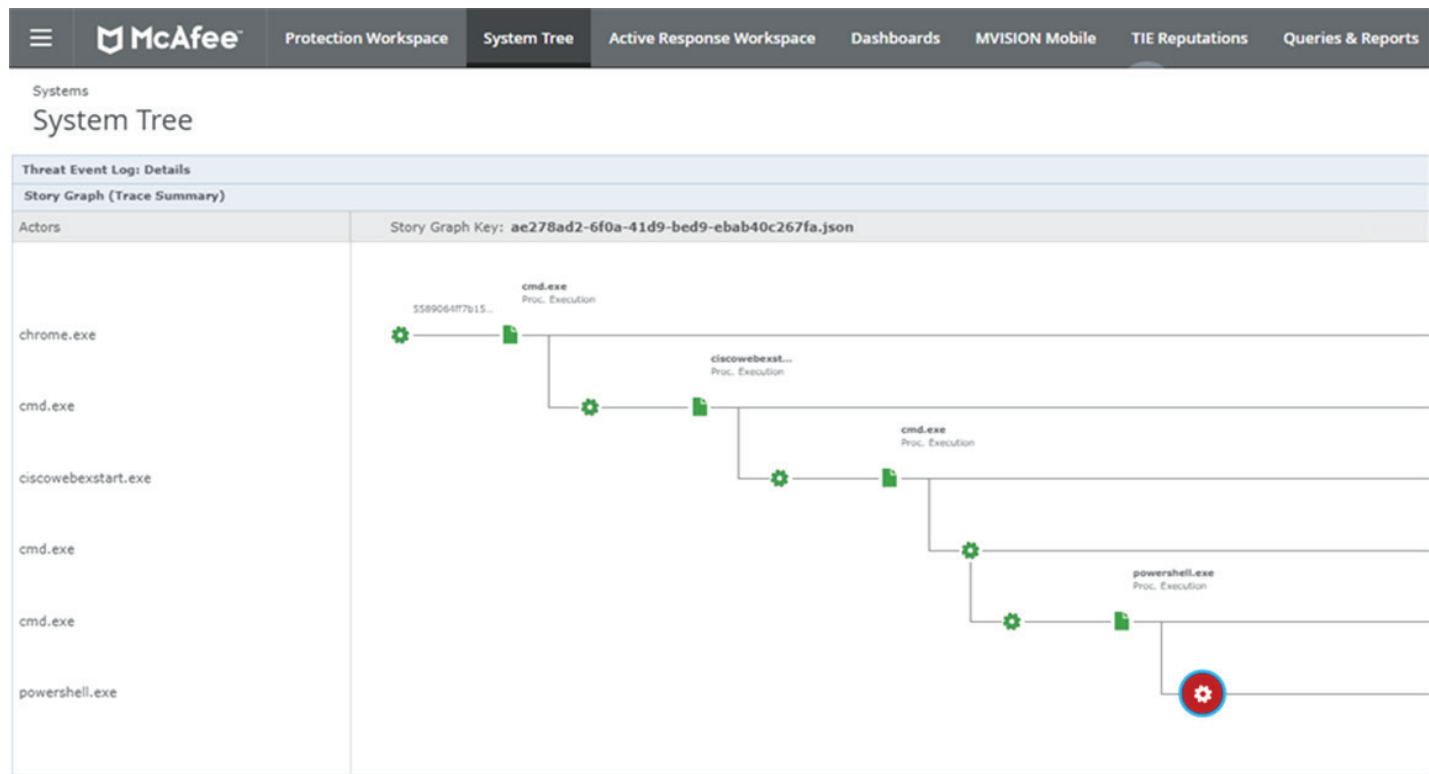 McAfee™
Protection Workspace
System Tree
Active Response Workspace
Dashboards
MVISION Mobile
TIE Reputations
Queries & Reports
Systems
System Tree
Threat Event Log: Details
Story Graph (Trace Summary)
Actors
Story Graph Key: ae278ad2-6f0a-41d9-bed9-ebab40c267fa.json
cmd.exe
Proc. Execution
5589064ff7b15...
chrome.exe
ciscowebexst...
Proc. Execution
cmd.exe
cmd.exe
Proc. Execution
ciscowebexstart.exe
cmd.exe
powershell.exe
Proc. Execution
cmd.exe
powershell.exe